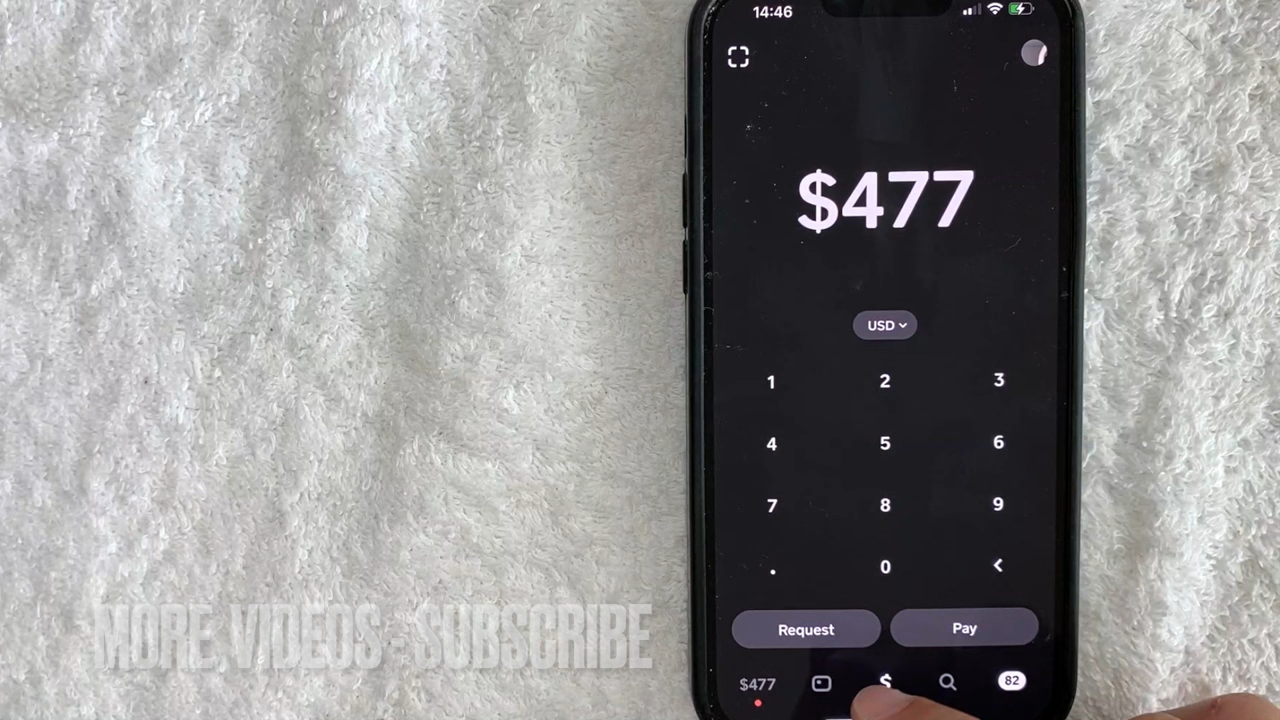 14:46
$477
USD
1 2 3
4 5 6
7 8 9
. 0 <
Request Pay
$477 $ 82
MORE VIDEOS - SUBSCRIBE